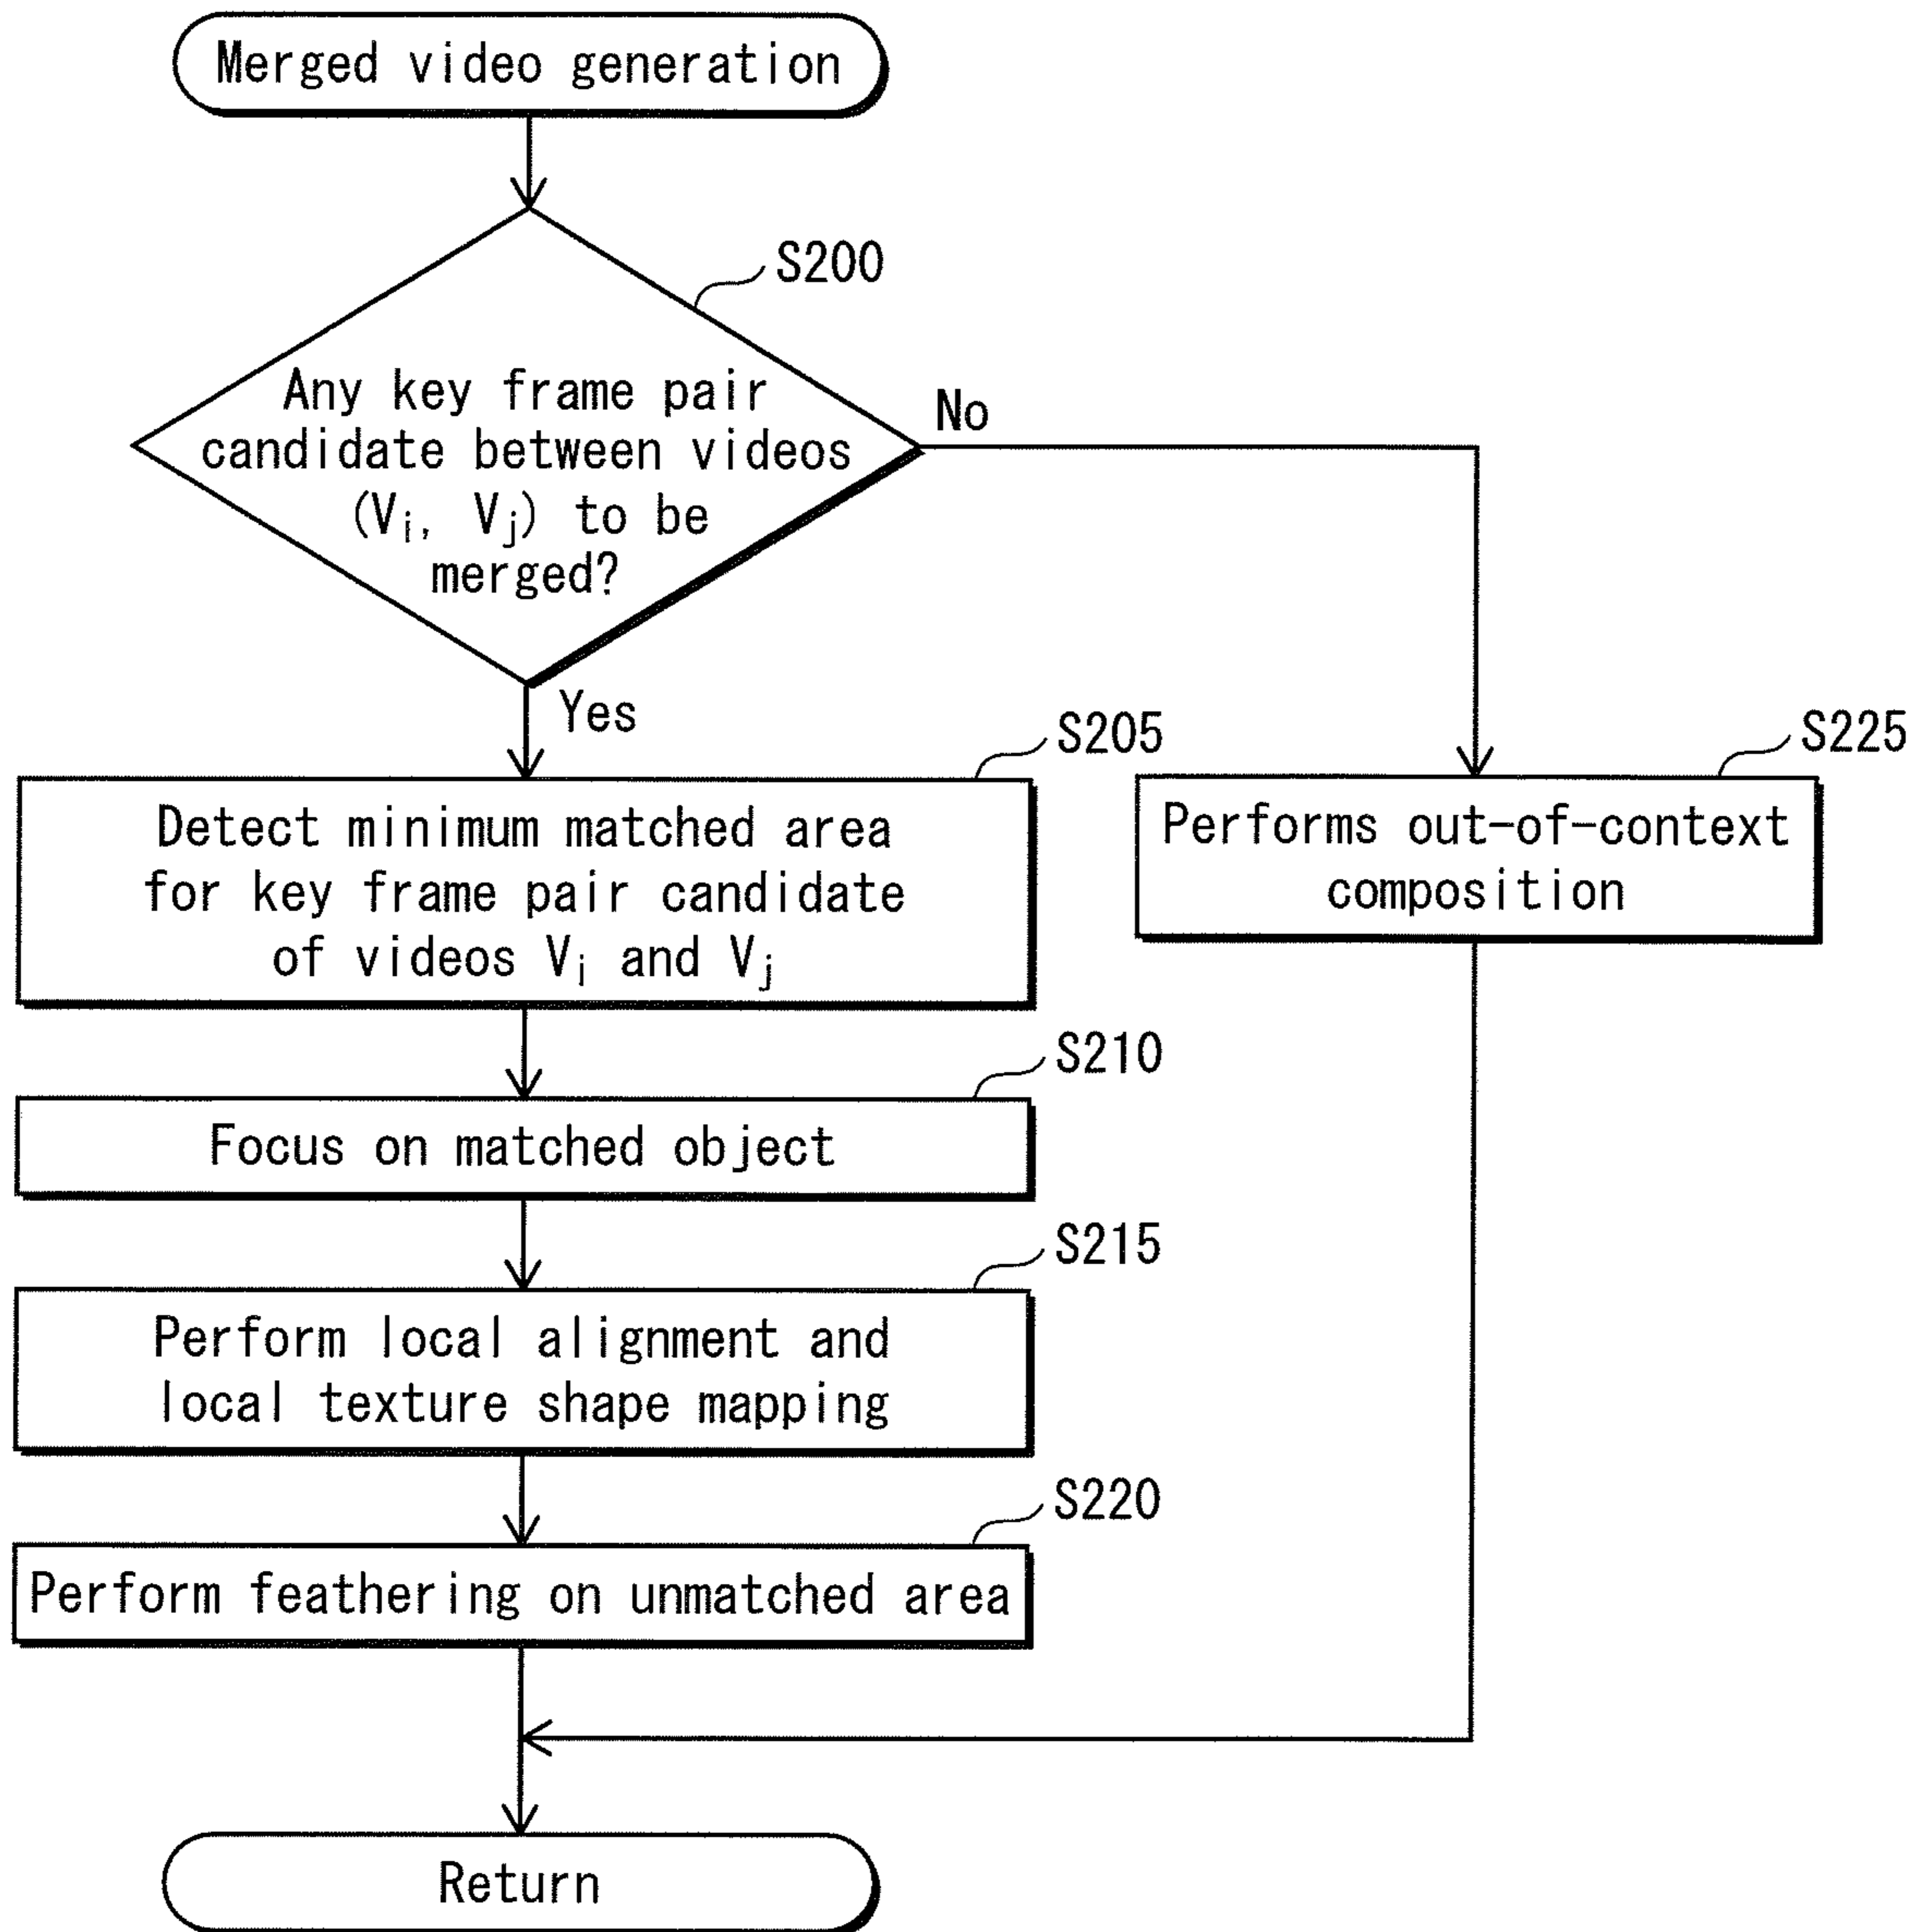 Merged video generation
S200
Any key frame pair
candidate between videos
(Vi, Vj) to be
merged?
No
Yes
S205
Detect minimum matched area
for key frame pair candidate
of videos Vi and Vj
S225
Performs out-of-context
composition
S210
Focus on matched object
S215
Perform local alignment and
local texture shape mapping
S220
Perform feathering on unmatched area
Return